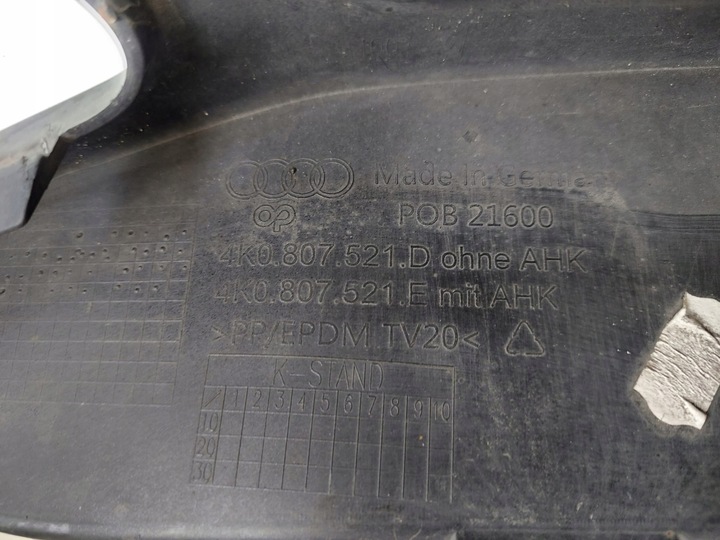 Made in Germany
OP POB 21600
4K0.807.521.D ohne AHK
4K0.807.521.E mit AHK
>PP/EPDM TV20<
K-STAND
1 2 3 4 5 6 7 8 9 10
10
20
30